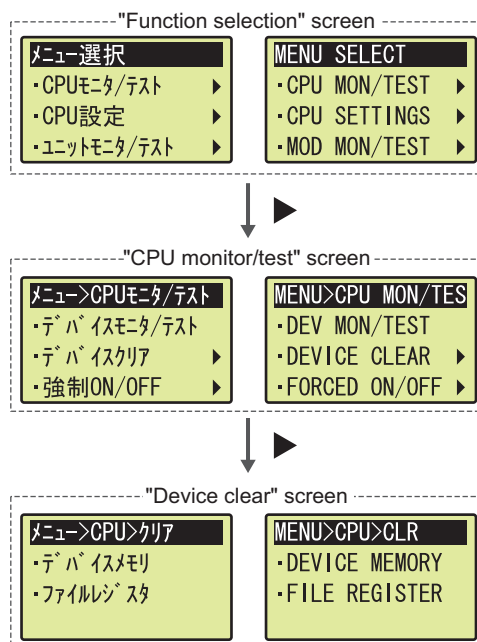 "Function selection" screen
ﾒﾆｭｰ選択
・CPUﾓﾆﾀ/ﾃｽﾄ ▶
・CPU設定 ▶
・ﾕﾆｯﾄﾓﾆﾀ/ﾃｽﾄ ▶
MENU SELECT
・CPU MON/TEST ▶
・CPU SETTINGS ▶
・MOD MON/TEST ▶
▶
"CPU monitor/test" screen
ﾒﾆｭｰ>CPUﾓﾆﾀ/ﾃｽﾄ
・ﾃﾞﾊﾞｲｽﾓﾆﾀ/ﾃｽﾄ
・ﾃﾞﾊﾞｲｽｸﾘｱ ▶
・強制ON/OFF ▶
MENU>CPU MON/TES
・DEV MON/TEST
・DEVICE CLEAR ▶
・FORCED ON/OFF ▶
▶
"Device clear" screen
ﾒﾆｭｰ>CPU>ｸﾘｱ
・ﾃﾞﾊﾞｲｽﾒﾓﾘ
・ﾌｧｲﾙﾚｼﾞｽﾀ
MENU>CPU>CLR
・DEVICE MEMORY
・FILE REGISTER